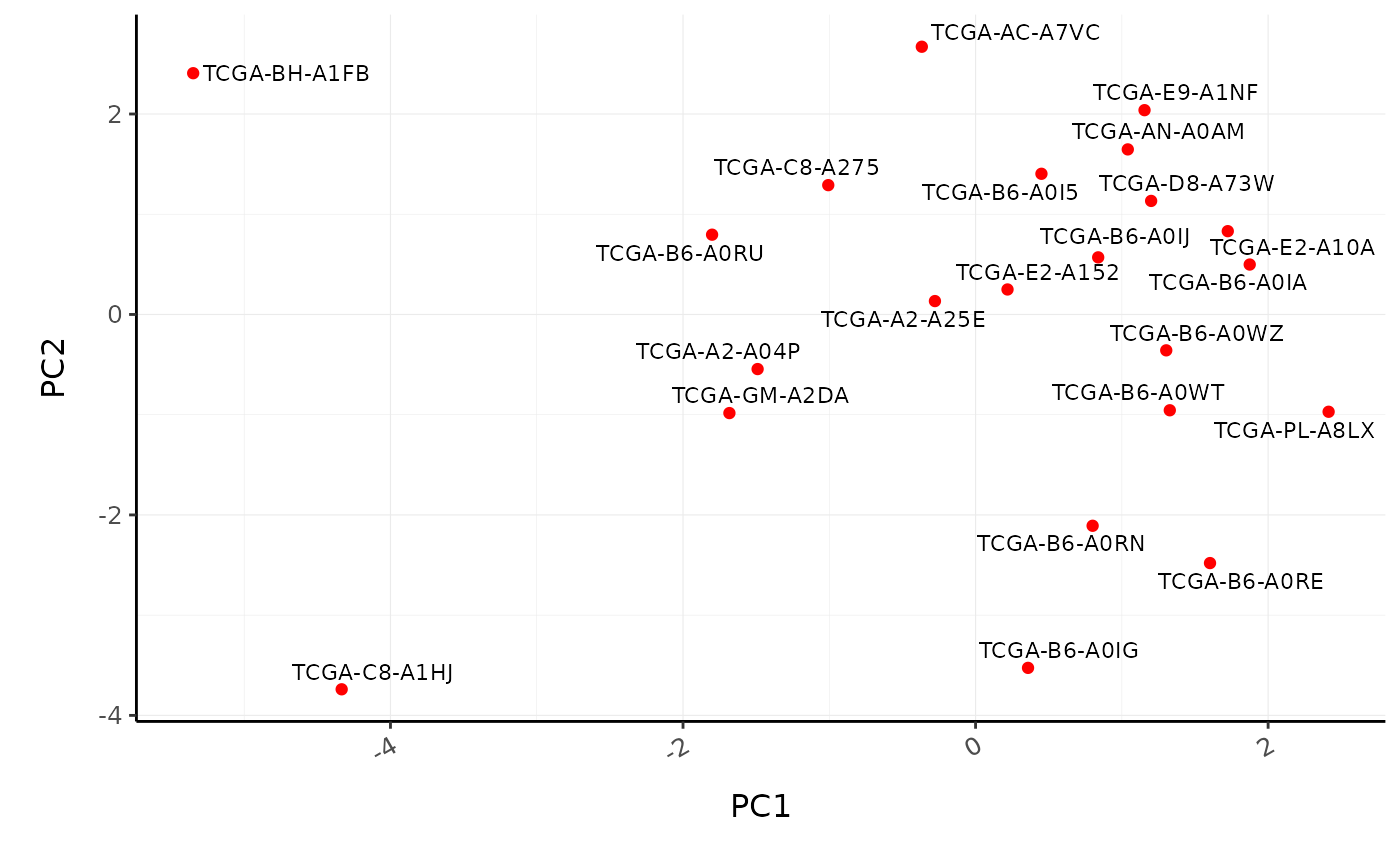 TCGA-AC-A7VC
TCGA-BH-A1FB
TCGA-E9-A1NF
TCGA-AN-A0AM
TCGA-C8-A275
TCGA-D8-A73W
TCGA-B6-A0I5
TCGA-B6-A0IJ
TCGA-E2-A10A
TCGA-B6-A0RU
TCGA-E2-A152
TCGA-B6-A0IA
TCGA-A2-A25E
TCGA-B6-A0WZ
TCGA-A2-A04P
TCGA-GM-A2DA
TCGA-B6-A0WT
TCGA-PL-A8LX
TCGA-B6-A0RN
TCGA-B6-A0RE
TCGA-B6-A0IG
TCGA-C8-A1HJ
2
0
-2
-4
PC2
-4
-2
0
2
PC1